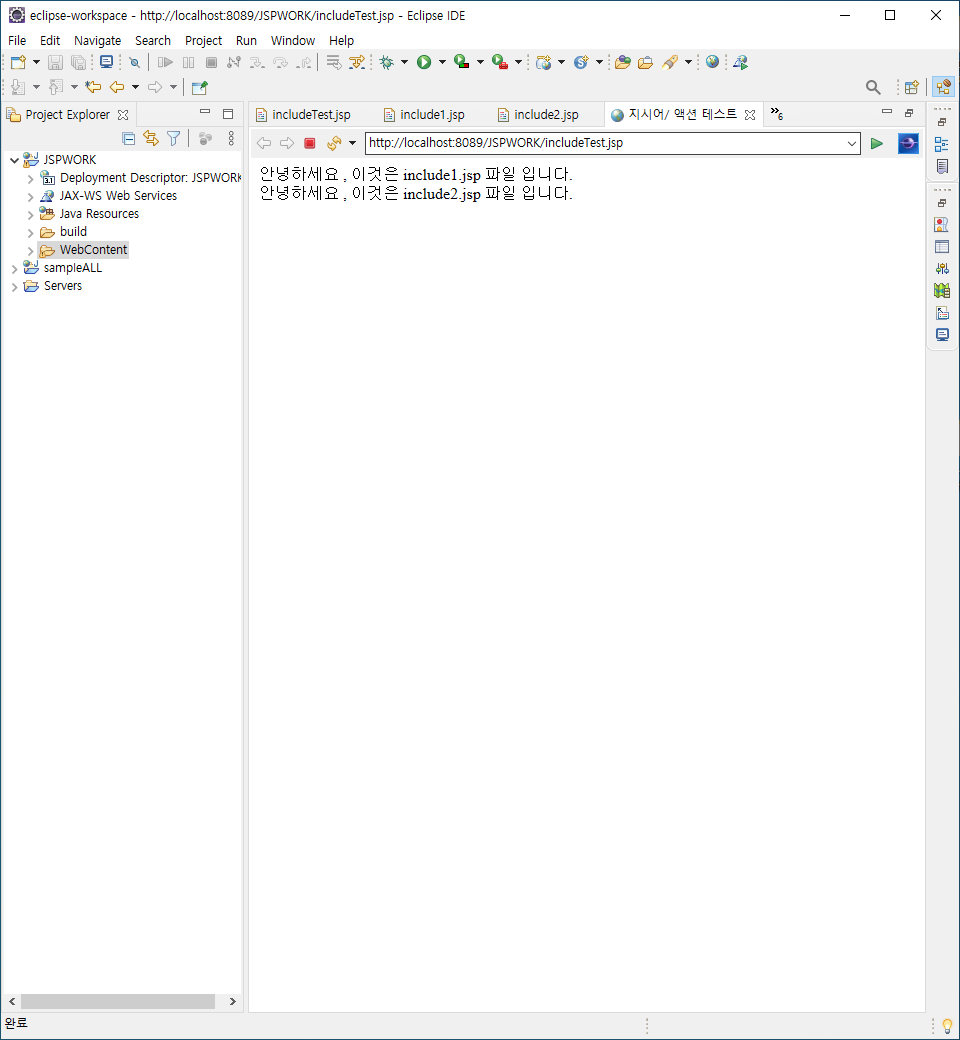 eclipse-workspace - http://localhost:8089/JSPWORK/includeTest.jsp - Eclipse IDE
File Edit Navigate Search Project Run Window Help
Project Explorer
JSPWORK
Deployment Descriptor: JSPWORK
JAX-WS Web Services
Java Resources
build
WebContent
sampleALL
Servers
includeTest.jsp include1.jsp include2.jsp 지시어/ 액션 테스트 »6
http://localhost:8089/JSPWORK/includeTest.jsp
안녕하세요 , 이것은 include1.jsp 파일 입니다.
안녕하세요 , 이것은 include2.jsp 파일 입니다.
완료